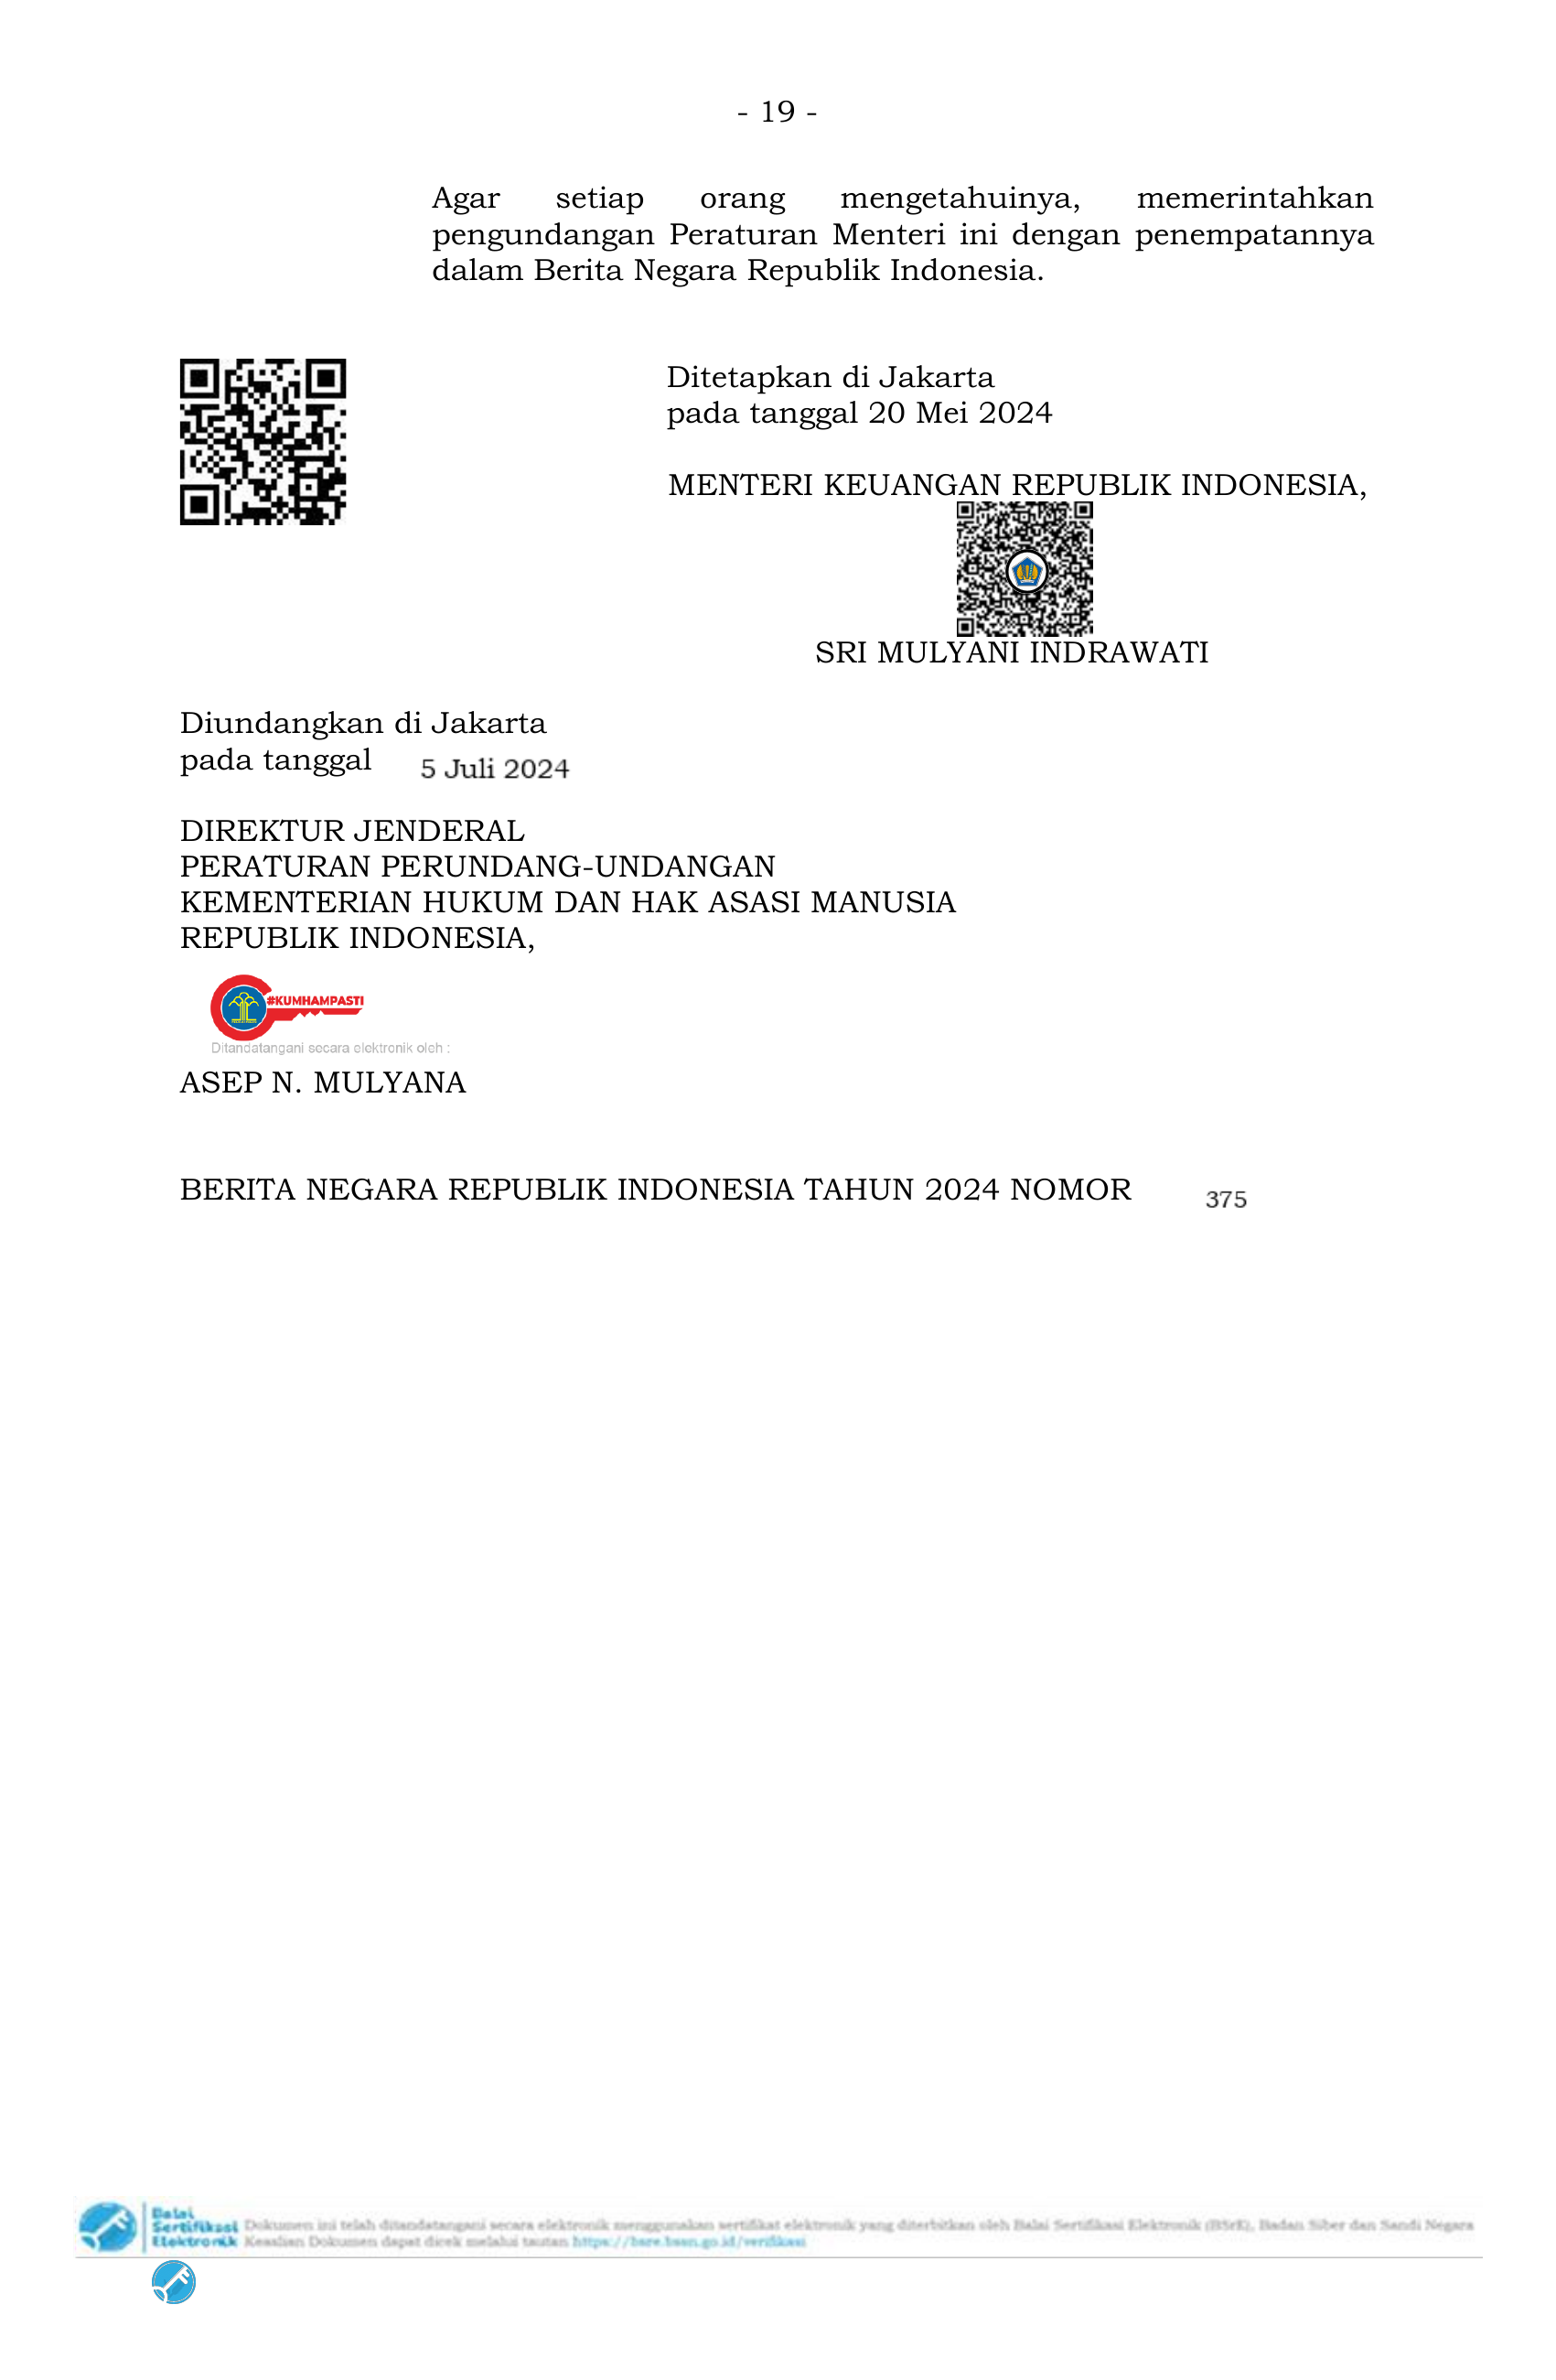 - 19 -
Agar setiap orang mengetahuinya, memerintahkan
pengundangan Peraturan Menteri ini dengan penempatannya
dalam Berita Negara Republik Indonesia.
Ditetapkan di Jakarta
pada tanggal 20 Mei 2024
MENTERI KEUANGAN REPUBLIK INDONESIA,
SRI MULYANI INDRAWATI
Diundangkan di Jakarta
pada tanggal 5 Juli 2024
DIREKTUR JENDERAL
PERATURAN PERUNDANG-UNDANGAN
KEMENTERIAN HUKUM DAN HAK ASASI MANUSIA
REPUBLIK INDONESIA,
#KUMHAMPASTI
Ditandatangani secara elektronik oleh :
ASEP N. MULYANA
BERITA NEGARA REPUBLIK INDONESIA TAHUN 2024 NOMOR 375
Balai
Sertifikasi
Elektronik
Dokumen ini telah ditandatangani secara elektronik menggunakan sertifikat elektronik yang diterbitkan oleh Balai Sertifikasi Elektronik (BSrE), Badan Siber dan Sandi Negara
Keaslian Dokumen dapat dicek melalui tautan https://bsre.bssn.go.id/verifikasi